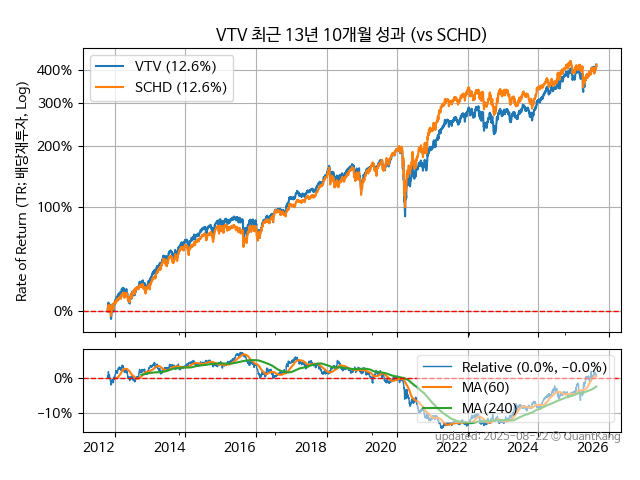 VTV 최근 13년 10개월 성과 (vs SCHD)
Rate of Return (TR; 배당재투자, Log)
400%
300%
200%
100%
0%
VTV (12.6%)
SCHD (12.6%)
0%
−10%
Relative (0.0%, −0.0%)
MA(60)
MA(240)
updated: 2025-08-22 © QuantKang
2012 2014 2016 2018 2020 2022 2024 2026